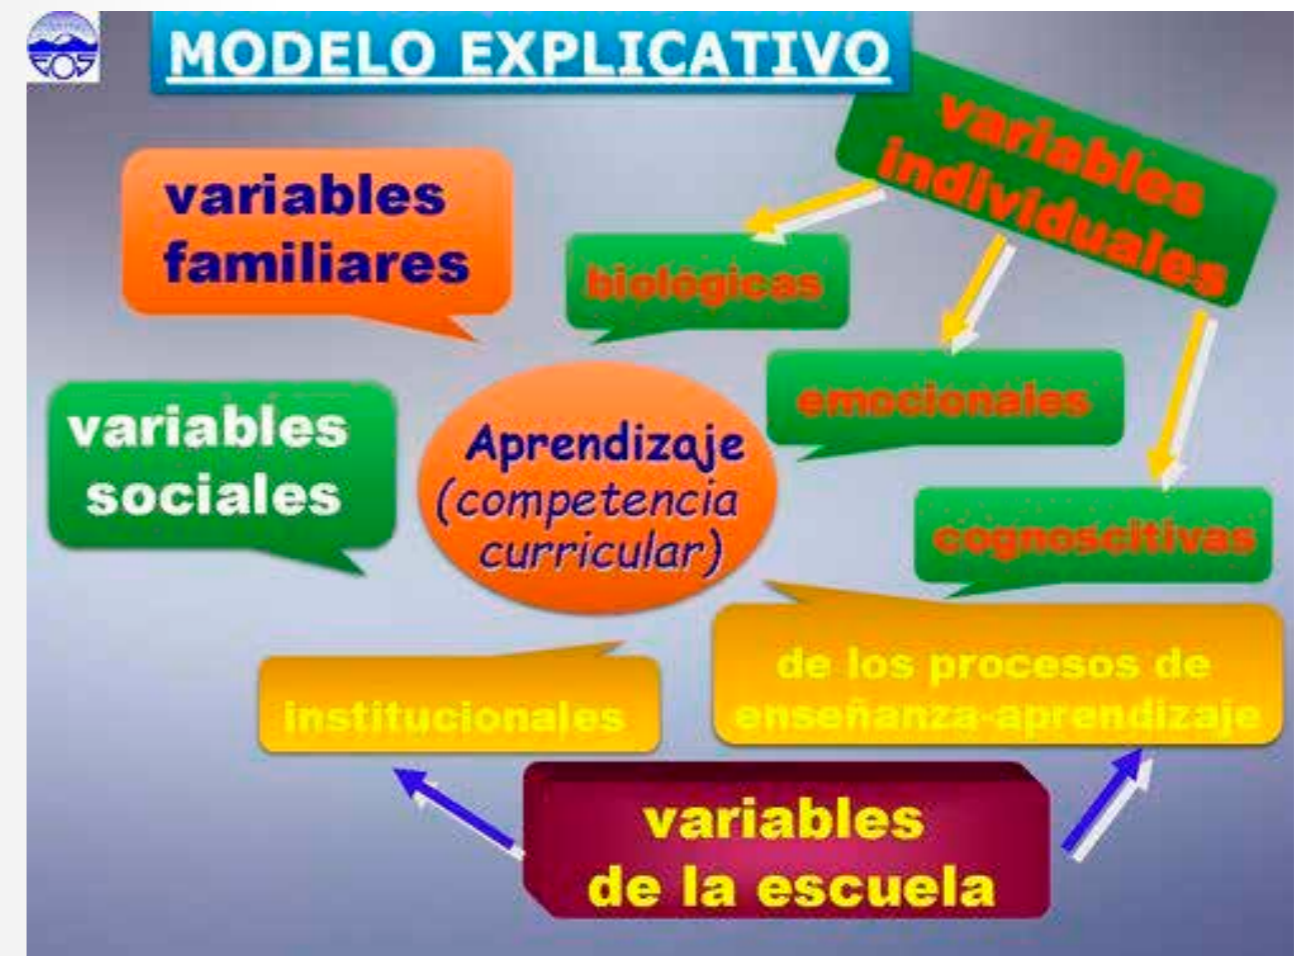 MODELO EXPLICATIVO
variables
individuales
variables
familiares
biológicas
emocionales
variables
sociales
Aprendizaje
(competencia
curricular)
cognoscitivas
de los procesos de
enseñanza-aprendizaje
institucionales
variables
de la escuela